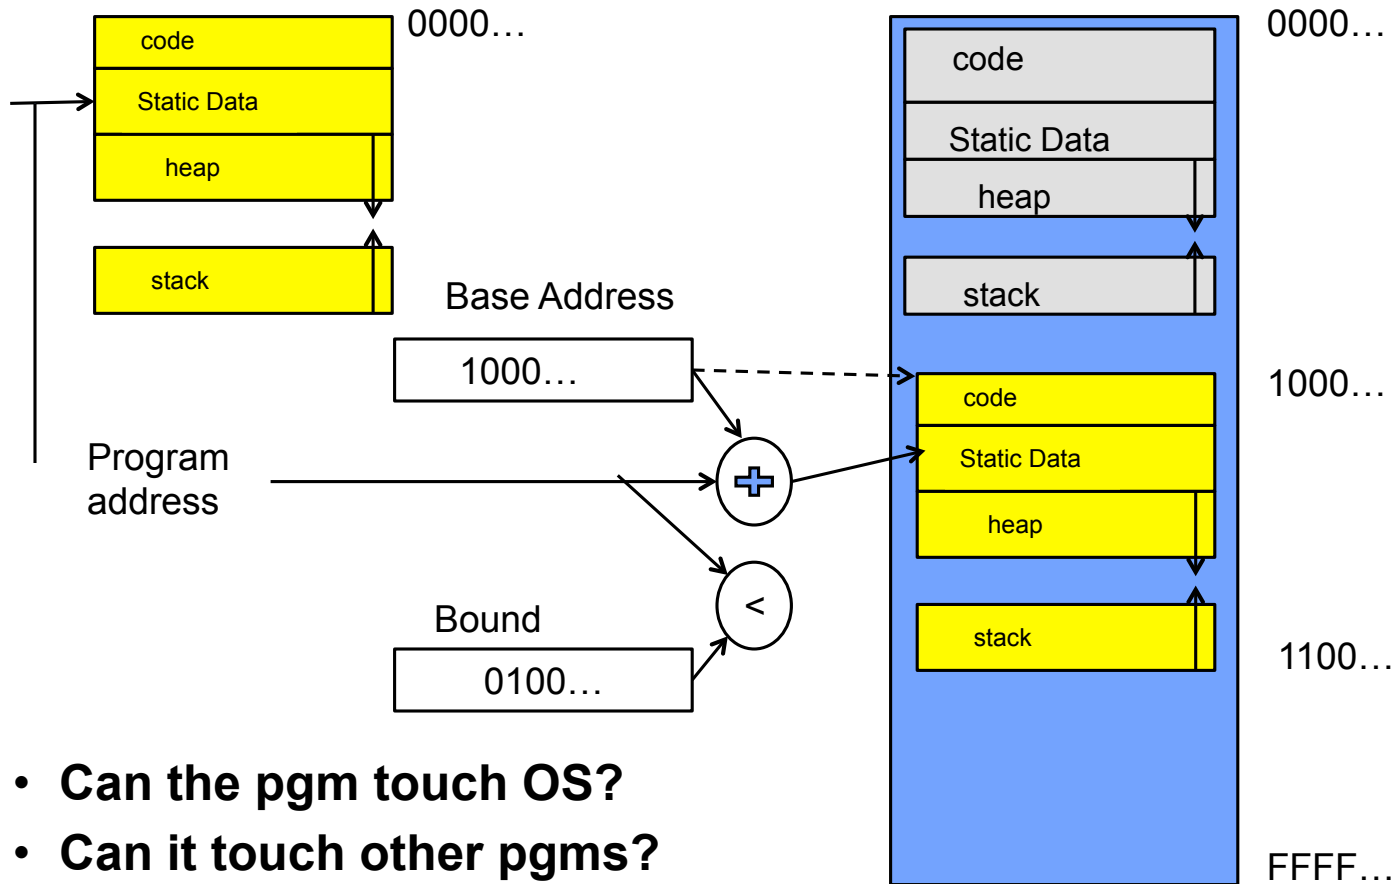 0000…
code
Static Data
heap
stack
Base Address
1000…
Program
address
+
<
Bound
0100…
0000…
code
Static Data
heap
stack
1000…
code
Static Data
heap
stack
1100…
FFFF…
• Can the pgm touch OS?
• Can it touch other pgms?